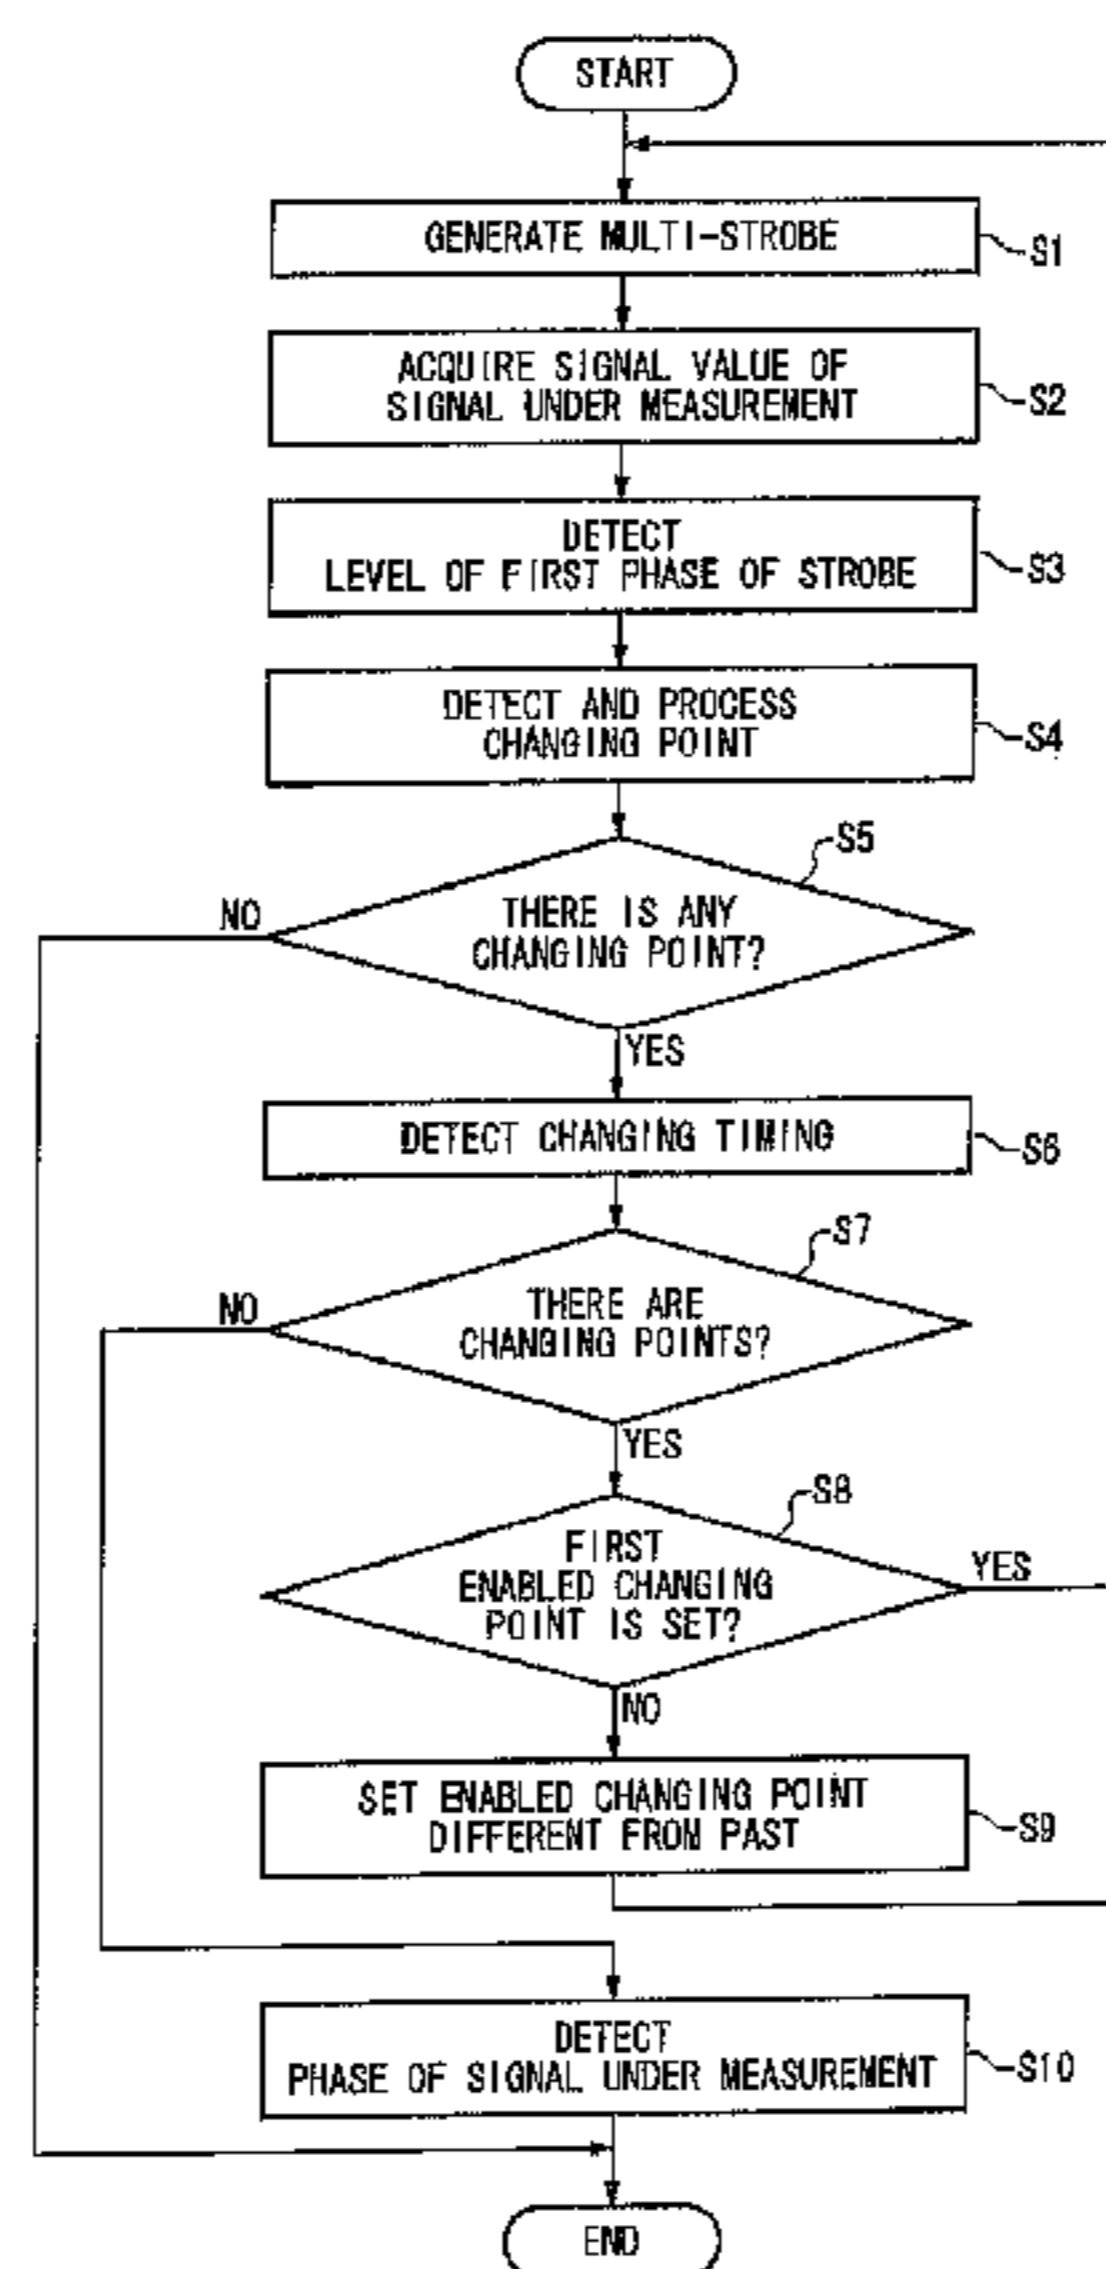 START
GENERATE MULTI-STROBE
S1
ACQUIRE SIGNAL VALUE OF
SIGNAL UNDER MEASUREMENT
S2
DETECT
LEVEL OF FIRST PHASE OF STROBE
S3
DETECT AND PROCESS
CHANGING POINT
S4
S5
NO
THERE IS ANY
CHANGING POINT?
YES
DETECT CHANGING TIMING
S6
S7
NO
THERE ARE
CHANGING POINTS?
YES
S8
FIRST
ENABLED CHANGING
POINT IS SET?
YES
NO
SET ENABLED CHANGING POINT
DIFFERENT FROM PAST
S9
DETECT
PHASE OF SIGNAL UNDER MEASUREMENT
S10
END